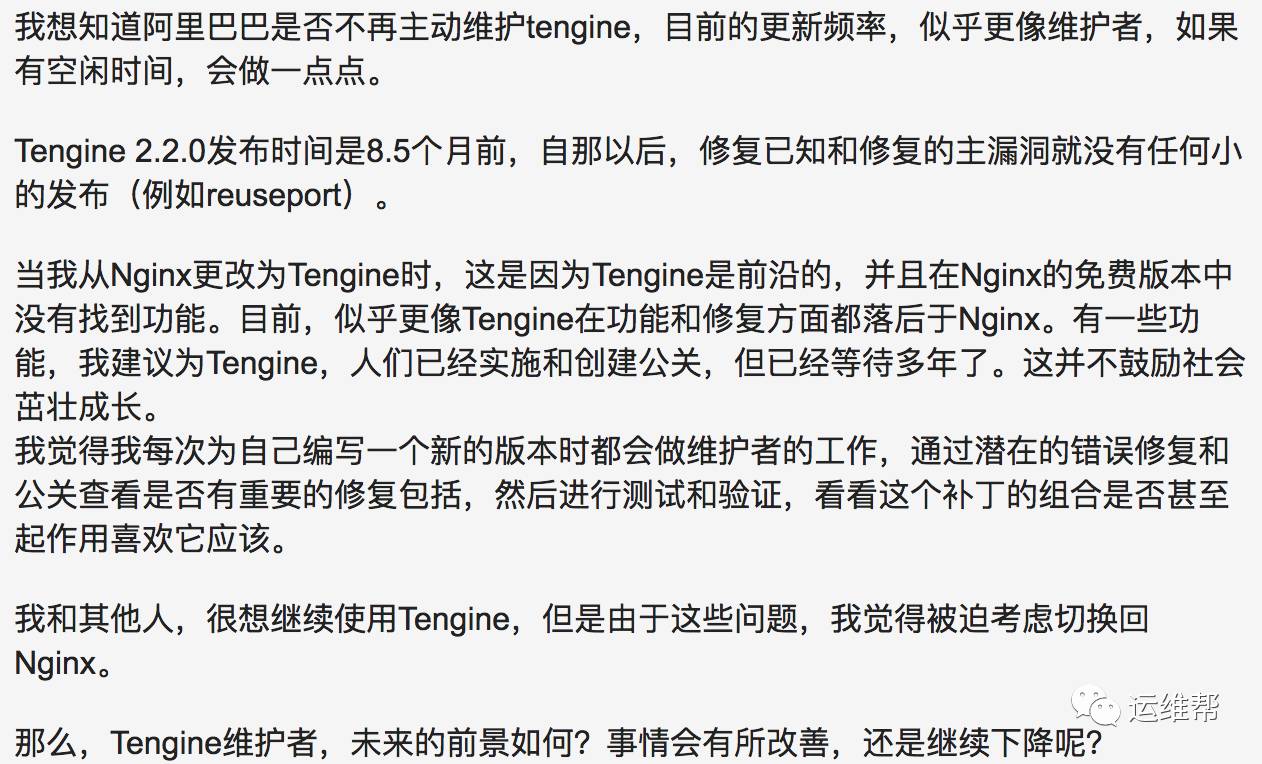 我想知道阿里巴巴是否不再主动维护tengine，目前的更新频率，似乎更像维护者，如果
有空闲时间，会做一点点。
Tengine 2.2.0发布时间是8.5个月前，自那以后，修复已知和修复的主漏洞就没有任何小
的发布（例如reuseport）。
当我从Nginx更改为Tengine时，这是因为Tengine是前沿的，并且在Nginx的免费版本中
没有找到功能。目前，似乎更像Tengine在功能和修复方面都落后于Nginx。有一些功
能，我建议为Tengine，人们已经实施和创建公关，但已经等待多年了。这并不鼓励社会
茁壮成长。
我觉得我每次为自己编写一个新的版本时都会做维护者的工作，通过潜在的错误修复和
公关查看是否有重要的修复包括，然后进行测试和验证，看看这个补丁的组合是否甚至
起作用喜欢它应该。
我和其他人，很想继续使用Tengine，但是由于这些问题，我觉得被迫考虑切换回
Nginx。
运维帮
那么，Tengine维护者，未来的前景如何？事情会有所改善，还是继续下降呢？